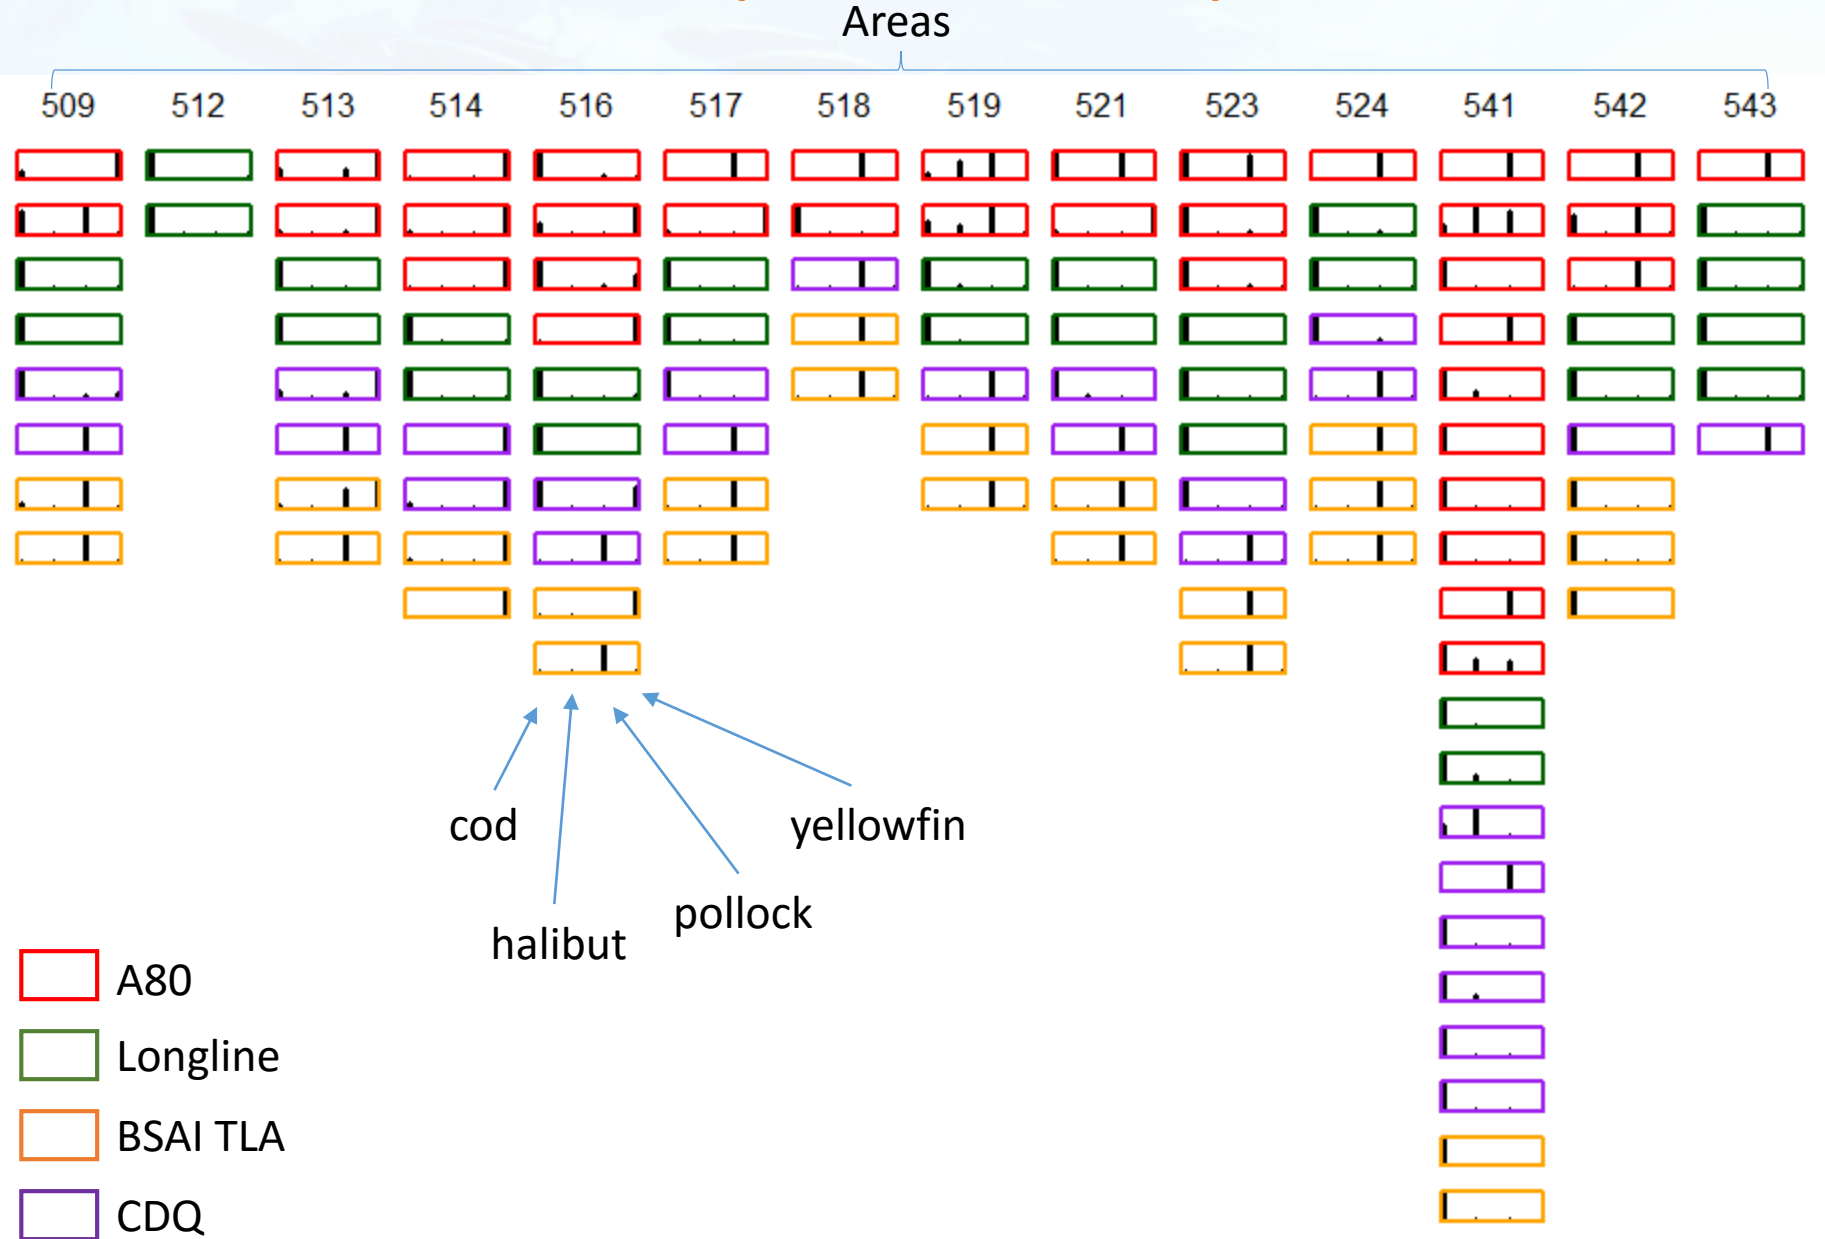 Areas
509 512 513 514 516 517 518 519 521 523 524 541 542 543
cod
yellowfin
halibut
pollock
A80
Longline
BSAI TLA
CDQ